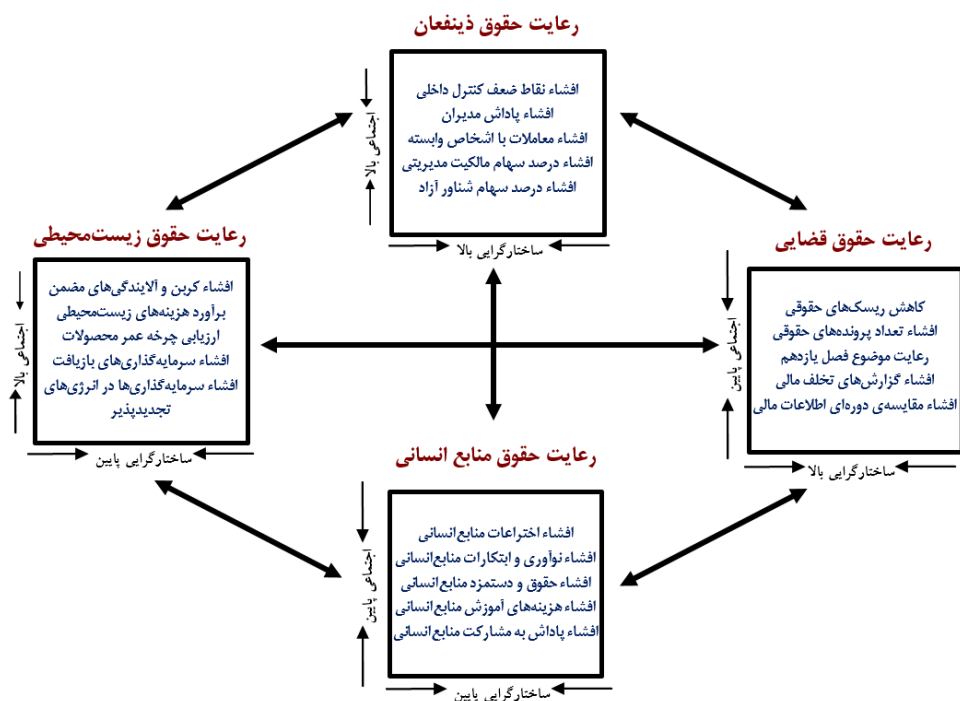 رعایت حقوق ذینفعان
افشاء نقاط ضعف کنترل داخلی
افشاء پاداش مدیران
افشاء معاملات با اشخاص وابسته
افشاء درصد سهام مالکیت مدیریتی
افشاء درصد سهام شناور آزاد
اجتماعی بالا
ساختارگرایی بالا
رعایت حقوق قضایی
کاهش ریسک‌های حقوقی
افشاء تعداد پرونده‌های حقوقی
رعایت موضوع فصل یازدهم
افشاء گزارش‌های تخلف مالی
افشاء مقایسه‌ی دوره‌ای اطلاعات مالی
اجتماعی پایین
ساختارگرایی بالا
رعایت حقوق زیست‌محیطی
افشاء کربن و آلایندگی‌های مضمن
برآورد هزینه‌های زیست‌محیطی
ارزیابی چرخه عمر محصولات
افشاء سرمایه‌گذاری‌های بازیافت
افشاء سرمایه‌گذاری‌ها در انرژی‌های
تجدیدپذیر
اجتماعی بالا
ساختارگرایی پایین
رعایت حقوق منابع انسانی
افشاء اختراعات منابع‌انسانی
افشاء نوآوری و ابتکارات منابع‌انسانی
افشاء حقوق و دستمزد منابع‌انسانی
افشاء هزینه‌های آموزش منابع‌انسانی
افشاء پاداش به مشارکت منابع‌انسانی
اجتماعی پایین
ساختارگرایی پایین